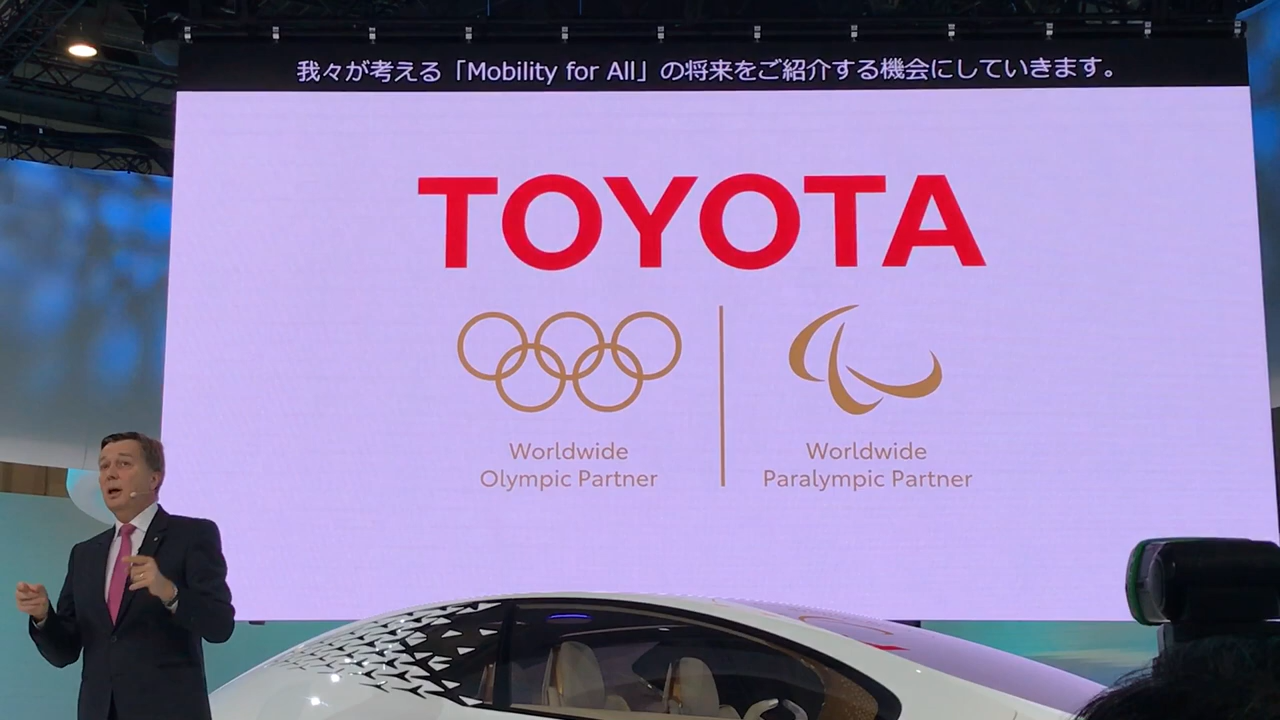 我々が考える「Mobility for All」の将来をご紹介する機会にしていきます。
TOYOTA
Worldwide
Olympic Partner
Worldwide
Paralympic Partner